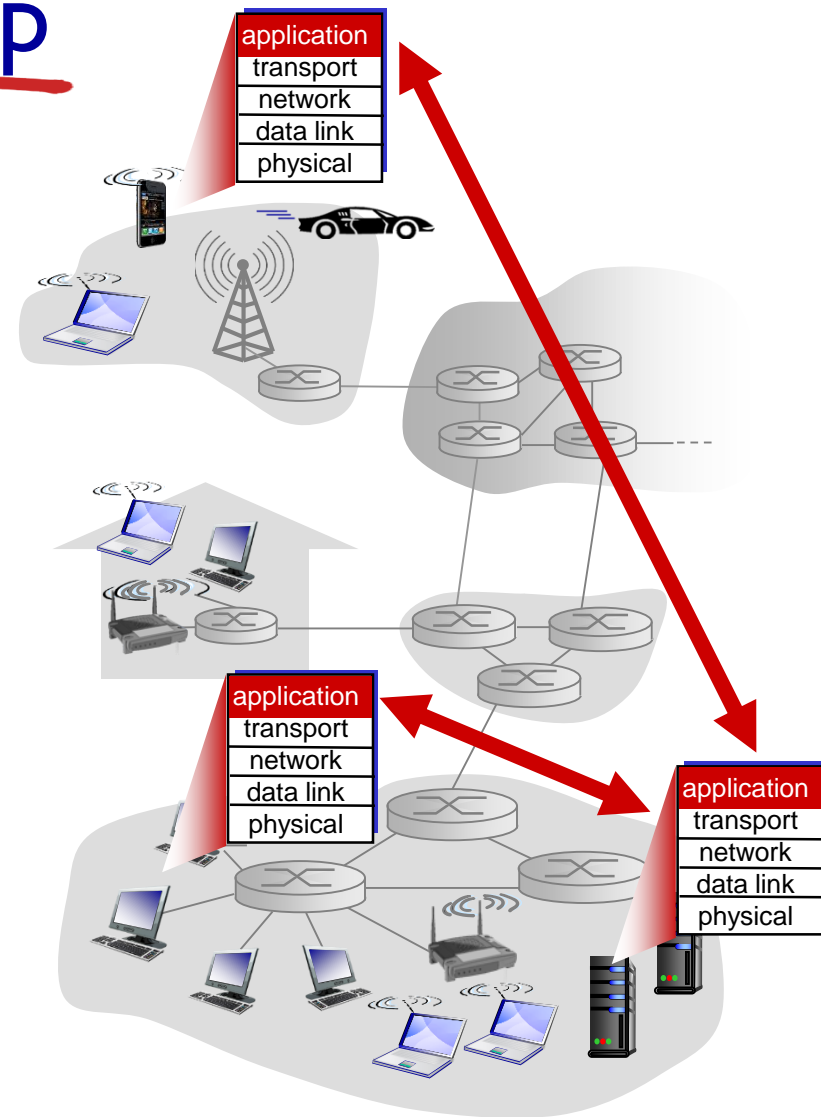 p
application
transport
network
data link
physical
application
transport
network
data link
physical
application
transport
network
data link
physical